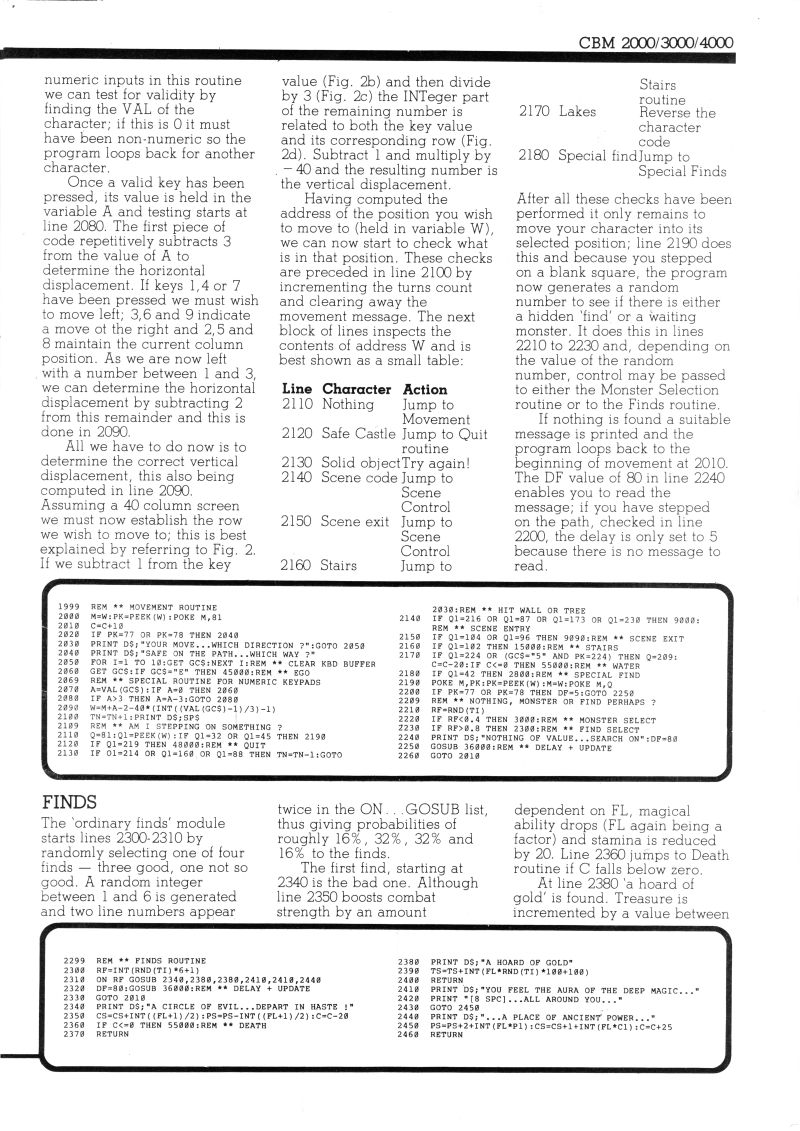 CBM 2000/3000/4000
numeric inputs in this routine
we can test for validity by
finding the VAL of the
character; if this is 0 it must
have been non-numeric so the
program loops back for another
character.
Once a valid key has been
pressed, its value is held in the
variable A and testing starts at
line 2080. The first piece of
code repetitively subtracts 3
from the value of A to
determine the horizontal
displacement. If keys 1,4 or 7
have been pressed we must wish
to move left; 3,6 and 9 indicate
a move ot the right and 2,5 and
8 maintain the current column
position. As we are now left
with a number between 1 and 3,
we can determine the horizontal
displacement by subtracting 2
from this remainder and this is
done in 2090.
All we have to do now is to
determine the correct vertical
displacement, this also being
computed in line 2090.
Assuming a 40 column screen
we must now establish the row
we wish to move to; this is best
explained by referring to Fig. 2.
If we subtract 1 from the key
value (Fig. 2b) and then divide
by 3 (Fig. 2c) the INTeger part
of the remaining number is
related to both the key value
and its corresponding row (Fig.
2d). Subtract 1 and multiply by
– 40 and the resulting number is
the vertical displacement.
Having computed the
address of the position you wish
to move to (held in variable W),
we can now start to check what
is in that position. These checks
are preceded in line 2100 by
incrementing the turns count
and clearing away the
movement message. The next
block of lines inspects the
contents of address W and is
best shown as a small table:
Line Character Action
2110 Nothing Jump to
Movement
2120 Safe Castle Jump to Quit
routine
2130 Solid object Try again!
2140 Scene code Jump to
Scene
Control
2150 Scene exit Jump to
Scene
Control
2160 Stairs Jump to
Stairs
routine
2170 Lakes Reverse the
character
code
2180 Special find Jump to
Special Finds
After all these checks have been
performed it only remains to
move your character into its
selected position; line 2190 does
this and because you stepped
on a blank square, the program
now generates a random
number to see if there is either
a hidden 'find' or a waiting
monster. It does this in lines
2210 to 2230 and, depending on
the value of the random
number, control may be passed
to either the Monster Selection
routine or to the Finds routine.
If nothing is found a suitable
message is printed and the
program loops back to the
beginning of movement at 2010.
The DF value of 80 in line 2240
enables you to read the
message; if you have stepped
on the path, checked in line
2200, the delay is only set to 5
because there is no message to
read.
1999 REM ** MOVEMENT ROUTINE
2000 M=W:PK=PEEK(W):POKE M,81
2010 C=C+10
2020 IF PK=77 OR PK=78 THEN 2040
2030 PRINT D$;"YOUR MOVE...WHICH DIRECTION ?":GOTO 2050
2040 PRINT D$;"SAFE ON THE PATH...WHICH WAY ?"
2050 FOR I=1 TO 10:GET GC$:NEXT I:REM ** CLEAR KBD BUFFER
2060 GET GC$:IF GC$="E" THEN 45000:REM ** EGO
2069 REM ** SPECIAL ROUTINE FOR NUMERIC KEYPADS
2070 A=VAL(GC$):IF A=0 THEN 2060
2080 IF A>3 THEN A=A-3:GOTO 2080
2090 W=M+A-2-40*(INT((VAL(GC$)-1)/3)-1)
2100 TN=TN+1:PRINT D$;SP$
2109 REM ** AM I STEPPING ON SOMETHING ?
2110 Q=81:Q1=PEEK(W):IF Q1=32 OR Q1=45 THEN 2190
2120 IF Q1=219 THEN 48000:REM ** QUIT
2130 IF Q1=214 OR Q1=160 OR Q1=88 THEN TN=TN-1:GOTO
2030:REM ** HIT WALL OR TREE
2140 IF Q1=216 OR Q1=87 OR Q1=173 OR Q1=230 THEN 9000:
REM ** SCENE ENTRY
2150 IF Q1=104 OR Q1=96 THEN 9090:REM ** SCENE EXIT
2160 IF Q1=102 THEN 15000:REM ** STAIRS
2170 IF Q1=224 OR (GC$="5" AND PK=224) THEN Q=209:
C=C-20:IF C<=0 THEN 55000:REM ** WATER
2180 IF Q1=42 THEN 2800:REM ** SPECIAL FIND
2190 POKE M,PK:PK=PEEK(W):M=W:POKE M,Q
2200 IF PK=77 OR PK=78 THEN DF=5:GOTO 2250
2209 REM ** NOTHING, MONSTER OR FIND PERHAPS ?
2210 RF=RND(TI)
2220 IF RF<0.4 THEN 3000:REM ** MONSTER SELECT
2230 IF RF>0.8 THEN 2300:REM ** FIND SELECT
2240 PRINT D$;"NOTHING OF VALUE...SEARCH ON":DF=80
2250 GOSUB 36000:REM ** DELAY + UPDATE
2260 GOTO 2010
FINDS
The 'ordinary finds' module
starts lines 2300-2310 by
randomly selecting one of four
finds — three good, one not so
good. A random integer
between 1 and 6 is generated
and two line numbers appear
twice in the ON...GOSUB list,
thus giving probabilities of
roughly 16%, 32%, 32% and
16% to the finds.
The first find, starting at
2340 is the bad one. Although
line 2350 boosts combat
strength by an amount
dependent on FL, magical
ability drops (FL again being a
factor) and stamina is reduced
by 20. Line 2360 jumps to Death
routine if C falls below zero.
At line 2380 'a hoard of
gold' is found. Treasure is
incremented by a value between
2299 REM ** FINDS ROUTINE
2300 RF=INT(RND(TI)*6+1)
2310 ON RF GOSUB 2340,2380,2380,2410,2410,2440
2320 DF=80:GOSUB 36000:REM ** DELAY + UPDATE
2330 GOTO 2010
2340 PRINT D$;"A CIRCLE OF EVIL...DEPART IN HASTE !"
2350 CS=CS+INT((FL+1)/2):PS=PS-INT((FL+1)/2):C=C-20
2360 IF C<=0 THEN 55000:REM ** DEATH
2370 RETURN
2380 PRINT D$;"A HOARD OF GOLD"
2390 TS=TS+INT(FL*RND(TI)*100+100)
2400 RETURN
2410 PRINT D$;"YOU FEEL THE AURA OF THE DEEP MAGIC..."
2420 PRINT "[8 SPC]...ALL AROUND YOU..."
2430 GOTO 2450
2440 PRINT D$;"...A PLACE OF ANCIENT POWER..."
2450 PS=PS+2+INT(FL*P1):CS=CS+1+INT(FL*C1):C=C+25
2460 RETURN